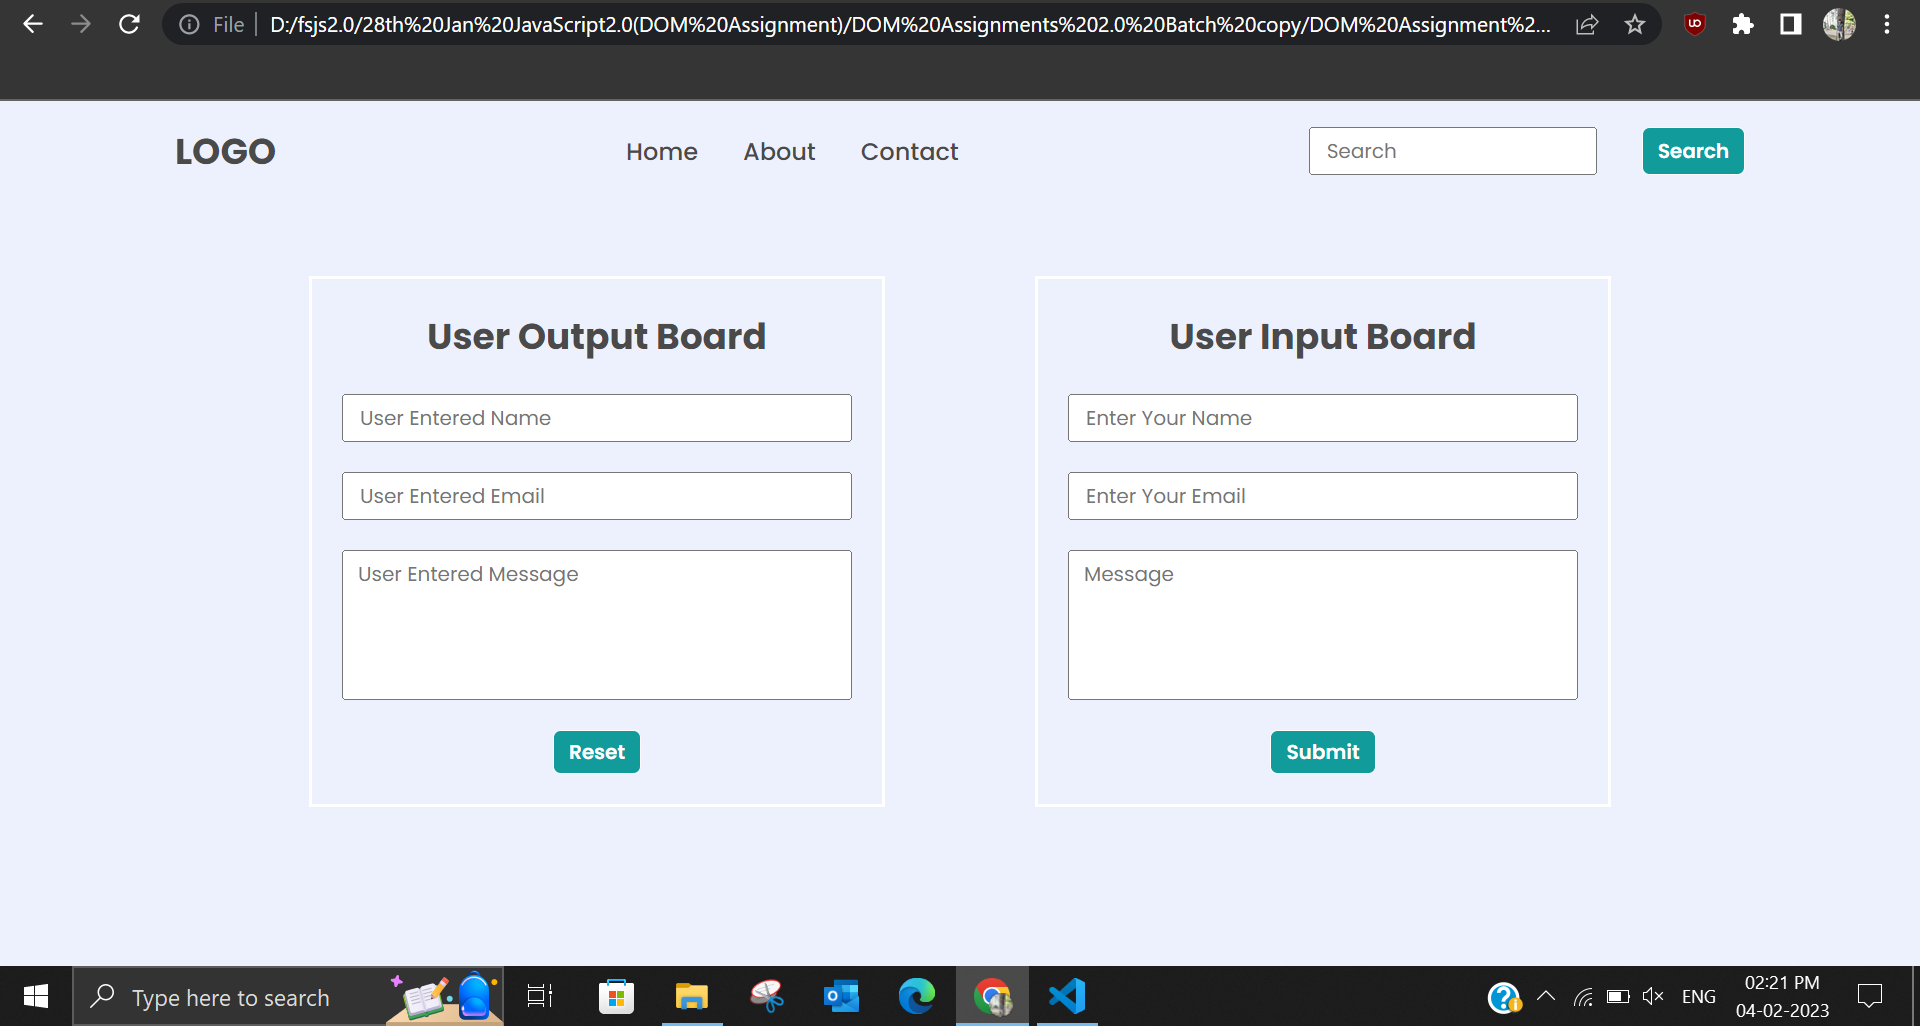 File D:/fsjs2.0/28th%20Jan%20JavaScript2.0(DOM%20Assignment)/DOM%20Assignments%202.0%20Batch%20copy/DOM%20Assignment%2...
LOGO Home About Contact Search Search
User Output Board
User Entered Name
User Entered Email
User Entered Message
Reset
User Input Board
Enter Your Name
Enter Your Email
Message
Submit
Type here to search
ENG
02:21 PM
04-02-2023